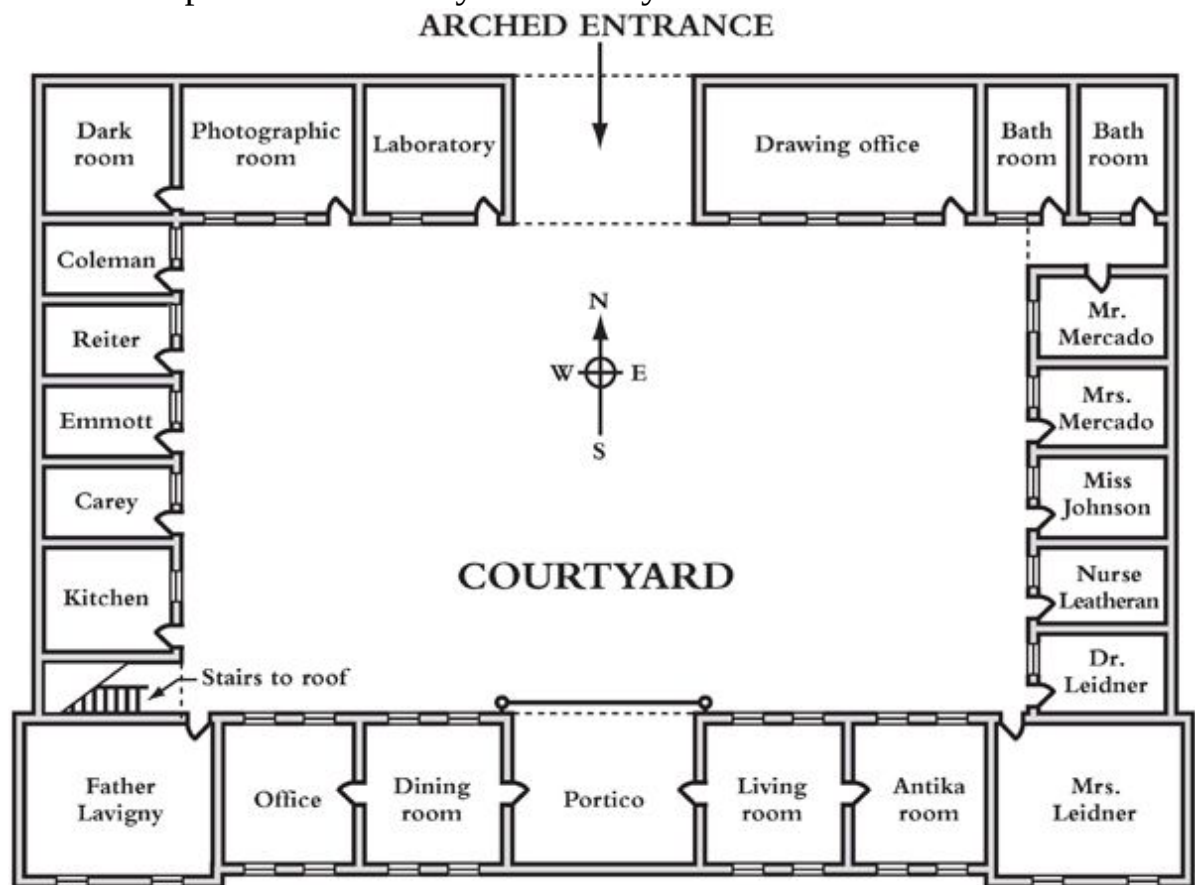 ARCHED ENTRANCE
Dark
room
Photographic
room
Laboratory
Drawing office
Bath
room
Bath
room
Coleman
Reiter
Emmott
Carey
Kitchen
Stairs to roof
N
W E
S
COURTYARD
Mr.
Mercado
Mrs.
Mercado
Miss
Johnson
Nurse
Leatheran
Dr.
Leidner
Father
Lavigny
Office
Dining
room
Portico
Living
room
Antika
room
Mrs.
Leidner